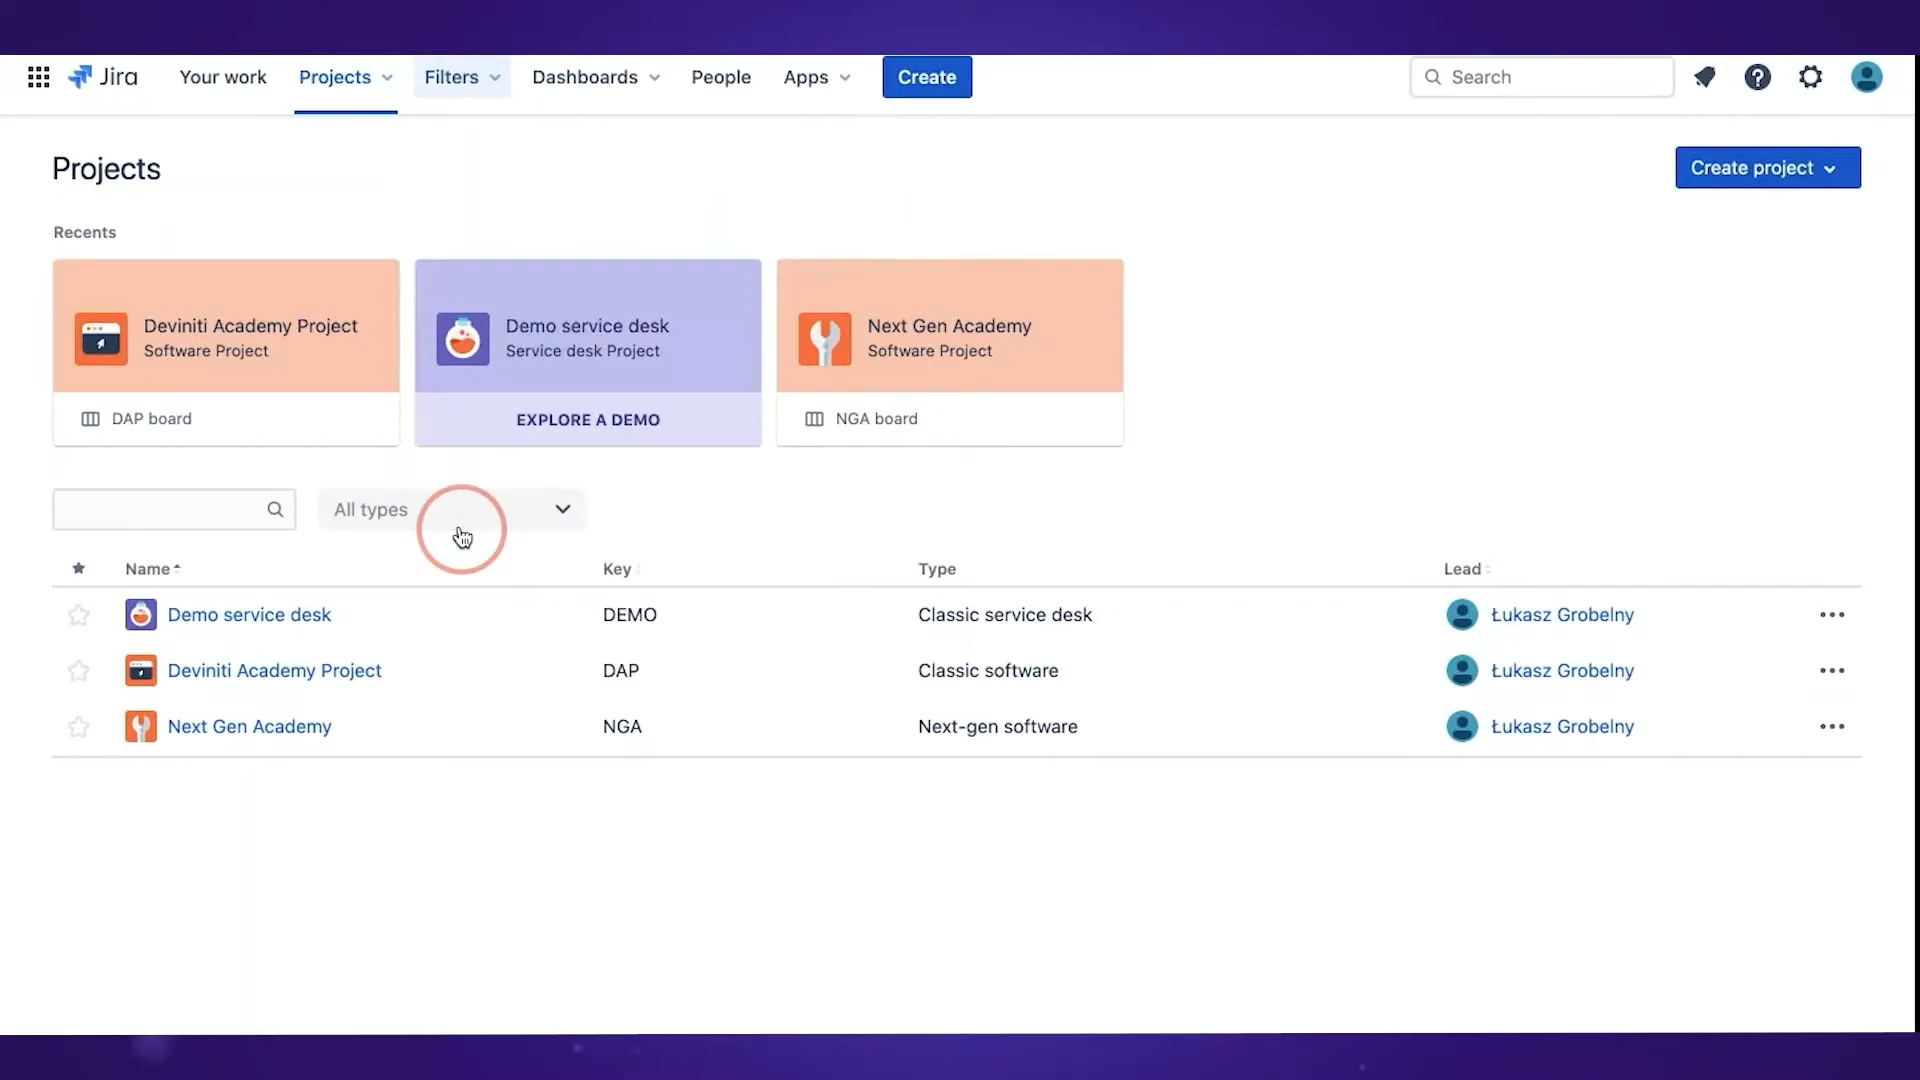 Jira Your work Projects Filters Dashboards People Apps Create Search
Projects
Create project
Recents
Deviniti Academy Project
Software Project
DAP board
Demo service desk
Service desk Project
EXPLORE A DEMO
Next Gen Academy
Software Project
NGA board
All types
Name Key Type Lead
Demo service desk DEMO Classic service desk Łukasz Grobelny
Deviniti Academy Project DAP Classic software Łukasz Grobelny
Next Gen Academy NGA Next-gen software Łukasz Grobelny